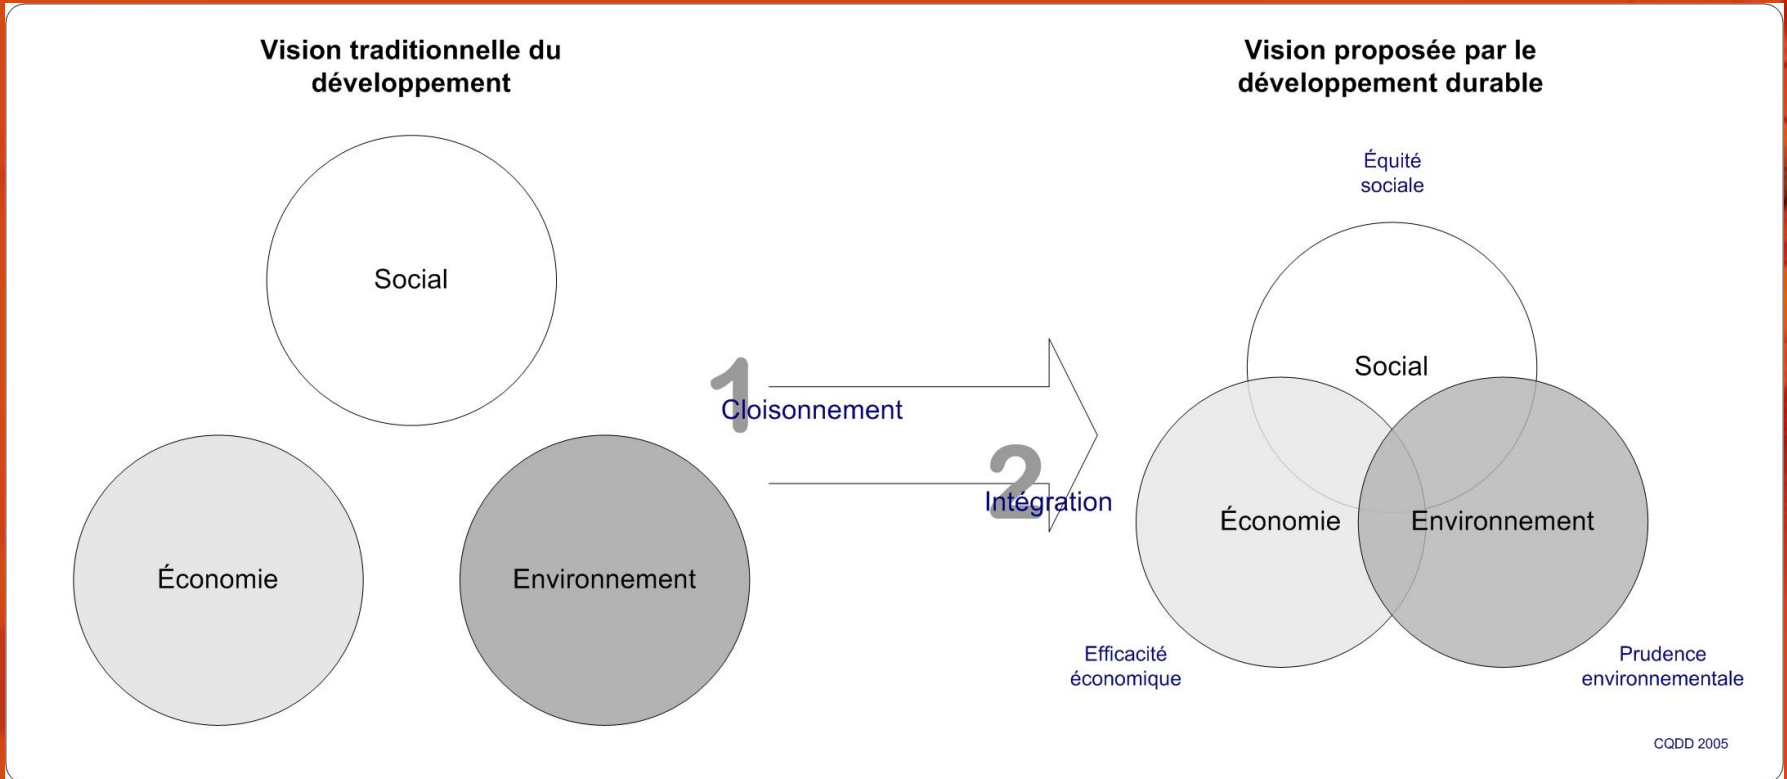 Vision traditionnelle du
développement
Social
Économie
Environnement
1
Cloisonnement
2
Intégration
Vision proposée par le
développement durable
Équité
sociale
Social
Économie
Environnement
Efficacité
économique
Prudence
environnementale
CQDD 2005